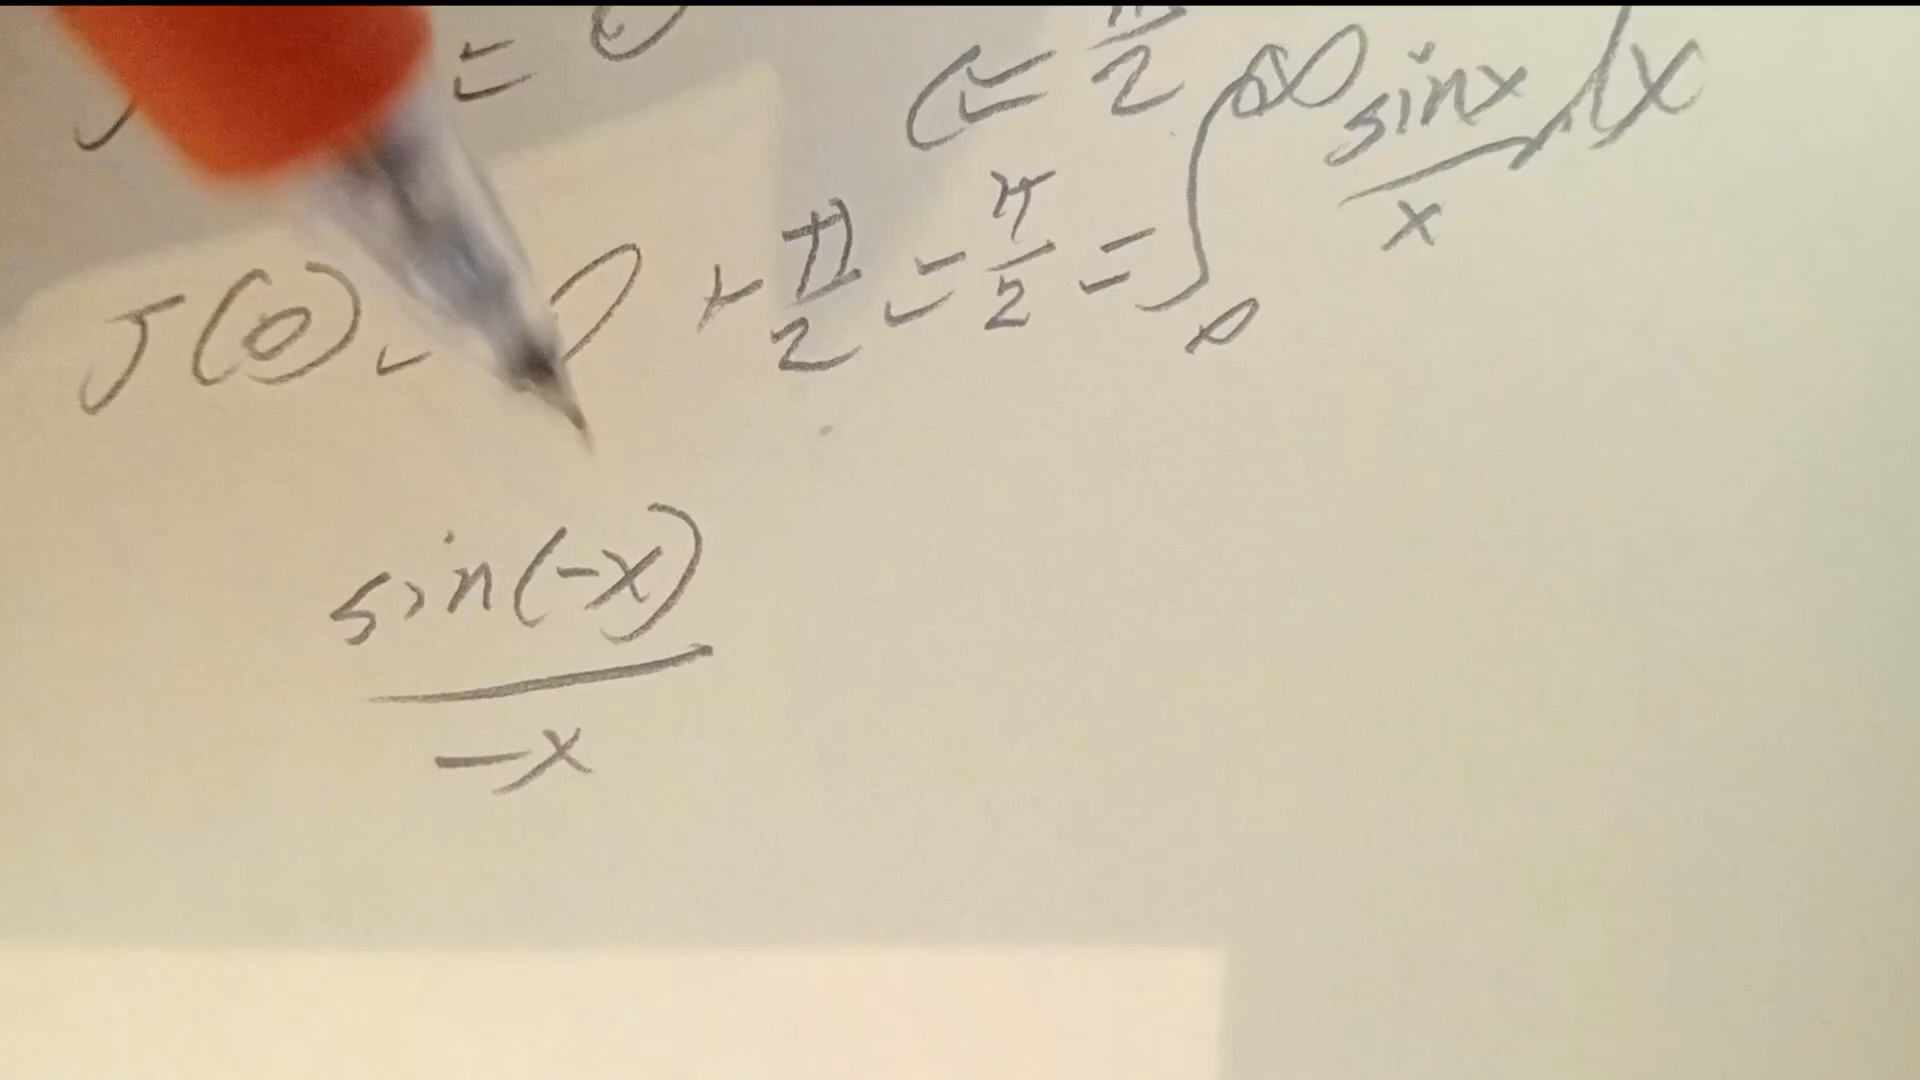 = C = π/2
J(0) = 0 + π/2 = π/2 = ∫₀^∞ sinx/x dx
sin(-x)
-x